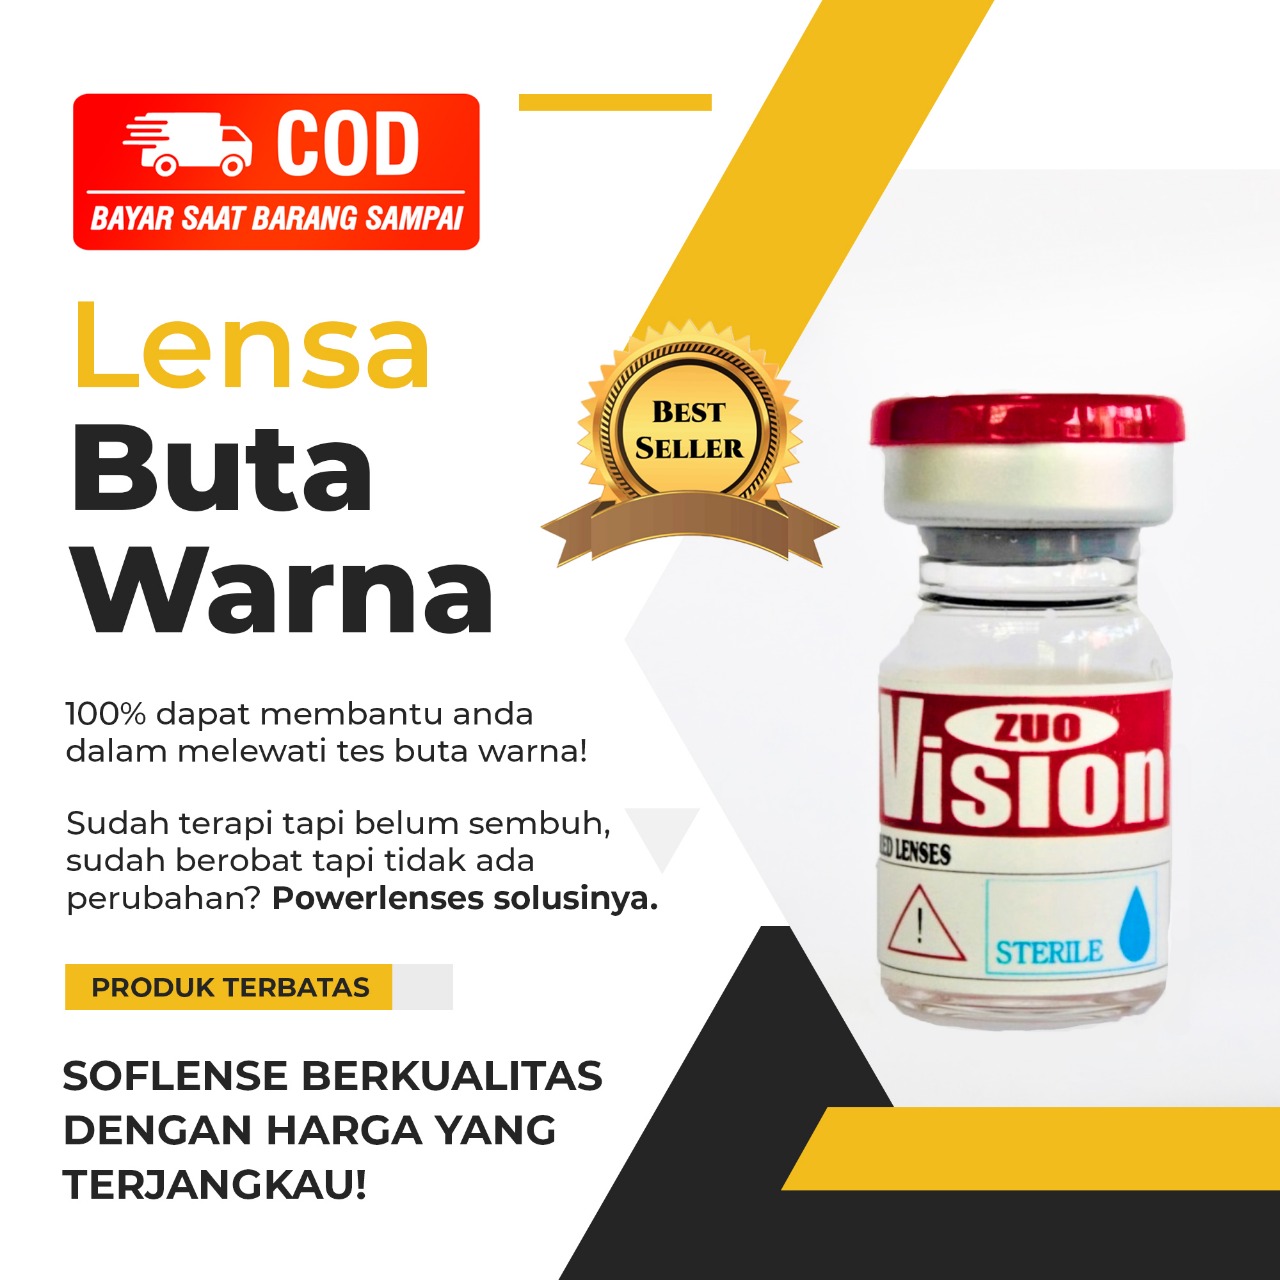 COD
BAYAR SAAT BARANG SAMPAI
Lensa
Buta
Warna
BEST
SELLER
100% dapat membantu anda
dalam melewati tes buta warna!
Sudah terapi tapi belum sembuh,
sudah berobat tapi tidak ada
perubahan? Powerlenses solusinya.
PRODUK TERBATAS
SOFLENSE BERKUALITAS
DENGAN HARGA YANG
TERJANGKAU!
ZUO
Vision
ED LENSES
!
STERILE